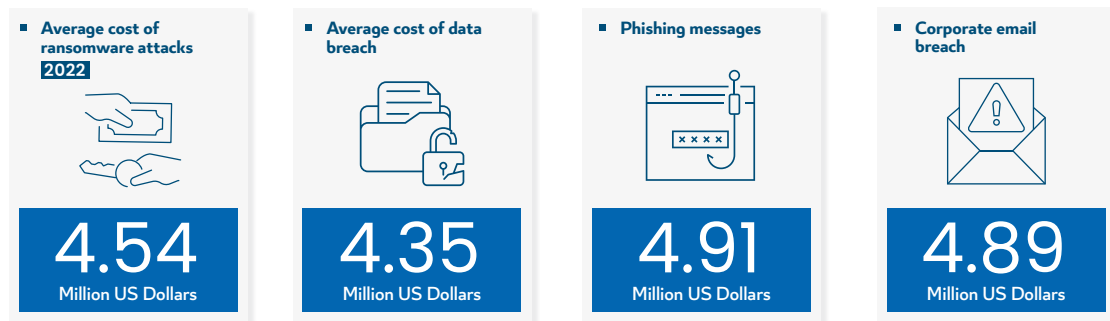 Average cost of
ransomware attacks
2022
4.54
Million US Dollars
Average cost of data
breach
4.35
Million US Dollars
Phishing messages
××××
4.91
Million US Dollars
Corporate email
breach
!
4.89
Million US Dollars